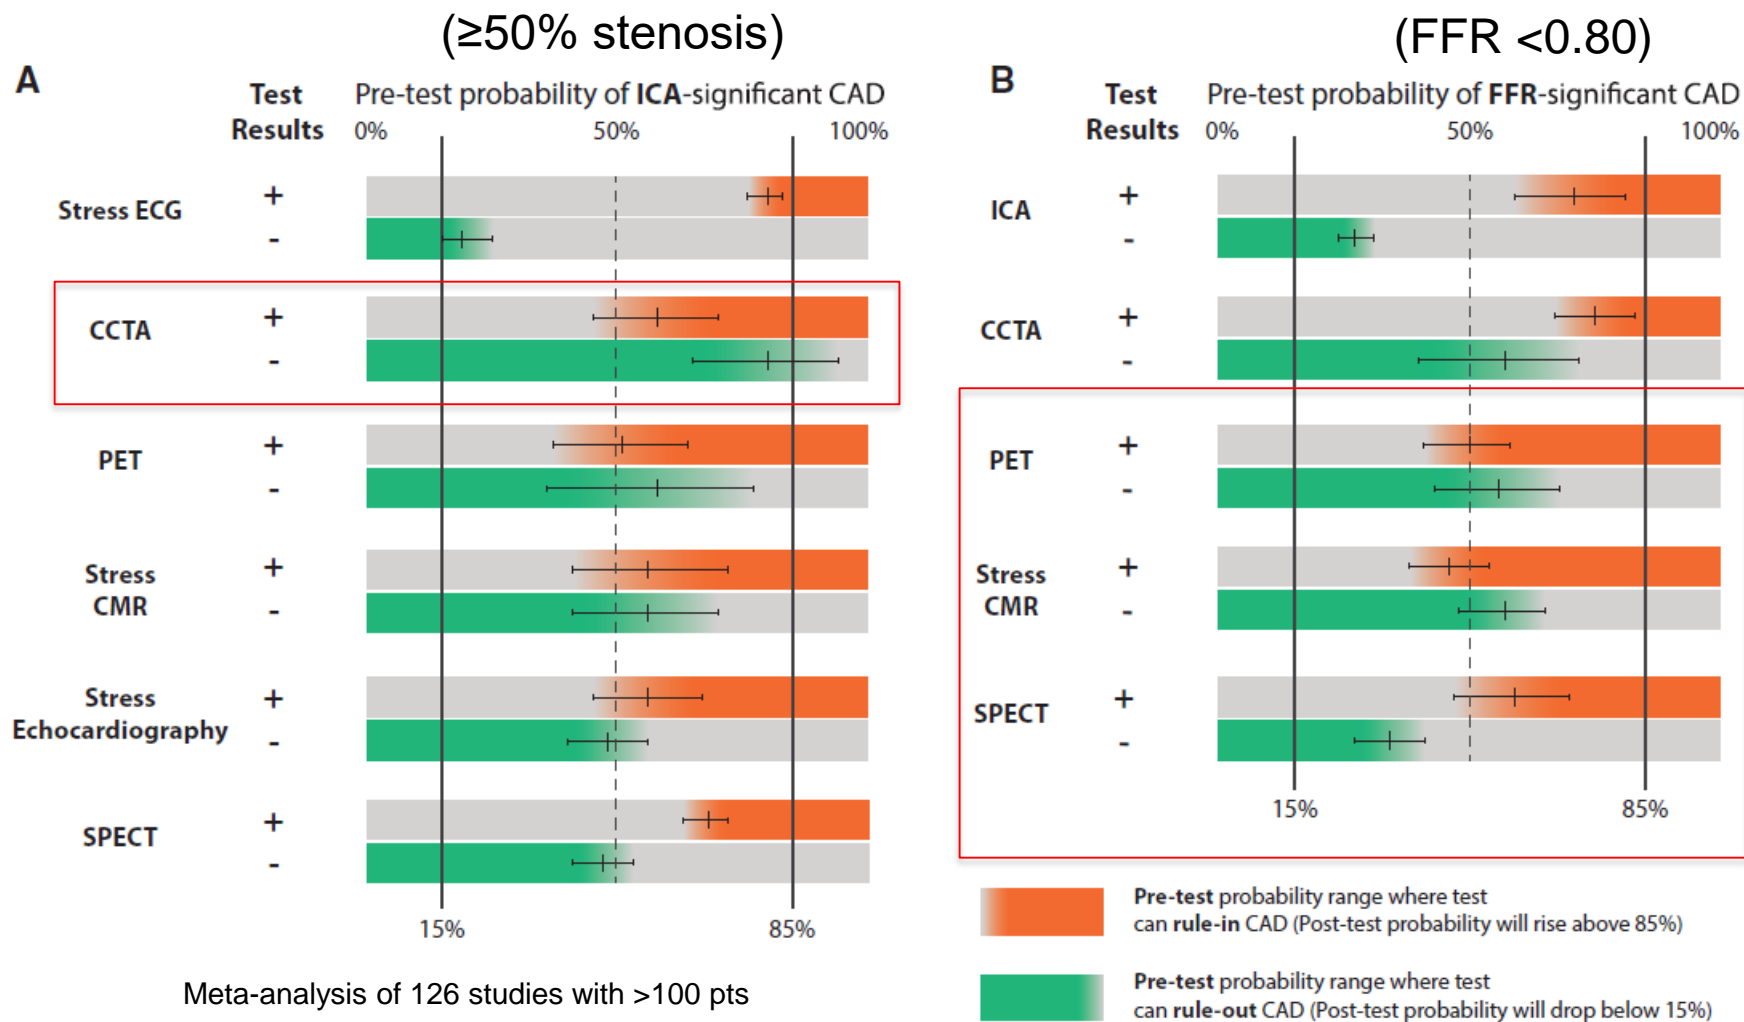 (≥50% stenosis)
(FFR <0.80)
A
Test
Results
Pre-test probability of ICA-significant CAD
0%
50%
100%
Stress ECG
+
-
CCTA
+
-
PET
+
-
Stress
CMR
+
-
Stress
Echocardiography
+
-
SPECT
+
-
15%
85%
Meta-analysis of 126 studies with >100 pts
B
Test
Results
Pre-test probability of FFR-significant CAD
0%
50%
100%
ICA
+
-
CCTA
+
-
PET
+
-
Stress
CMR
+
-
SPECT
+
-
15%
85%
Pre-test probability range where test
can rule-in CAD (Post-test probability will rise above 85%)
Pre-test probability range where test
can rule-out CAD (Post-test probability will drop below 15%)